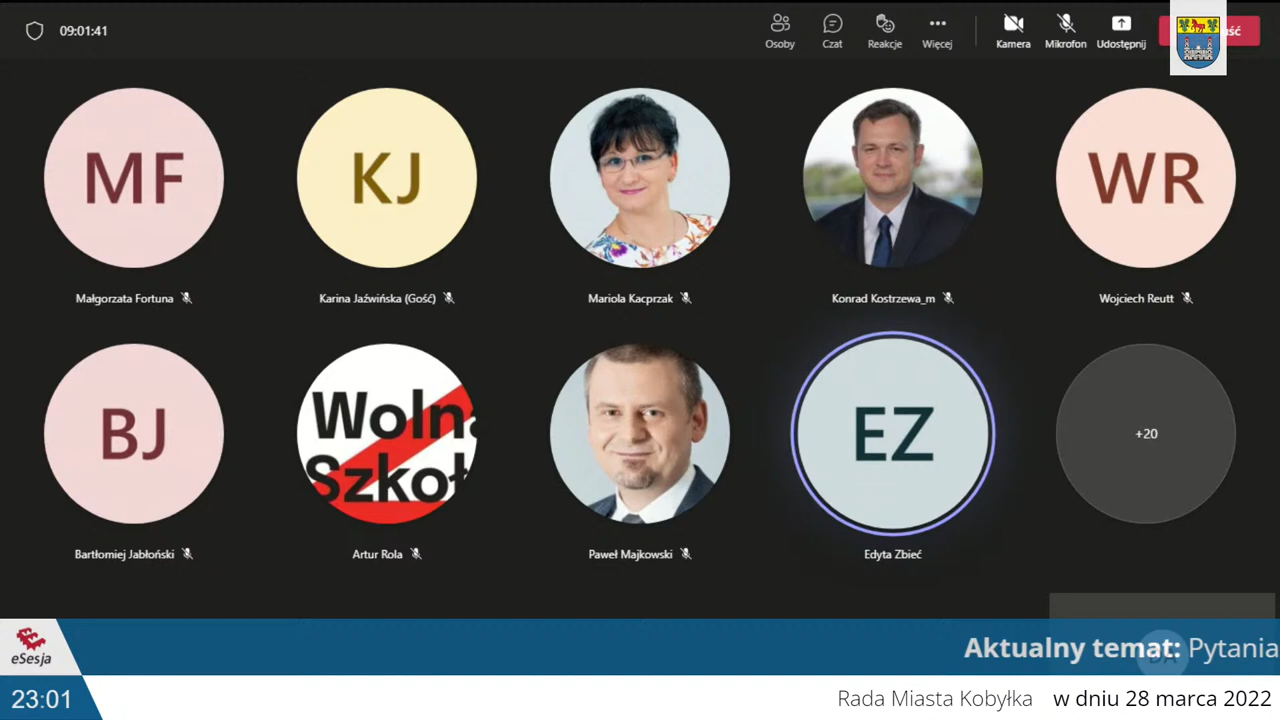 09:01:41
Osoby
Czat
Reakcje
Więcej
Kamera
Mikrofon
Udostępnij
MF
KJ
WR
Małgorzata Fortuna
Karina Jaźwińska (Gość)
Mariola Kacprzak
Konrad Kostrzewa_m
Wojciech Reutt
BJ
Woln
Szkoł
EZ
+20
Bartłomiej Jabłoński
Artur Rola
Paweł Majkowski
Edyta Zbieć
eSesja
Aktualny temat: Pytania
23:01
Rada Miasta Kobyłka w dniu 28 marca 2022